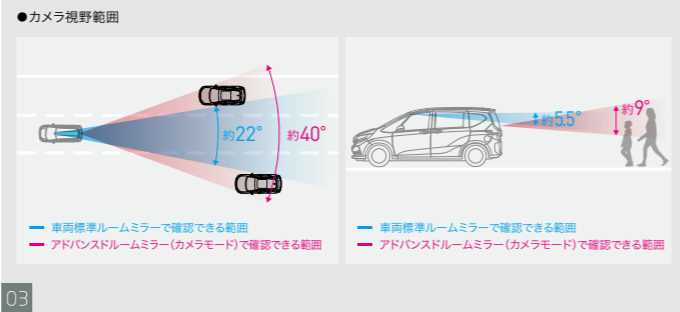 ●カメラ視野範囲
約22°
約40°
車両標準ルームミラーで確認できる範囲
アドバンスドルームミラー（カメラモード）で確認できる範囲
約5.5°
約9°
車両標準ルームミラーで確認できる範囲
アドバンスドルームミラー（カメラモード）で確認できる範囲
03